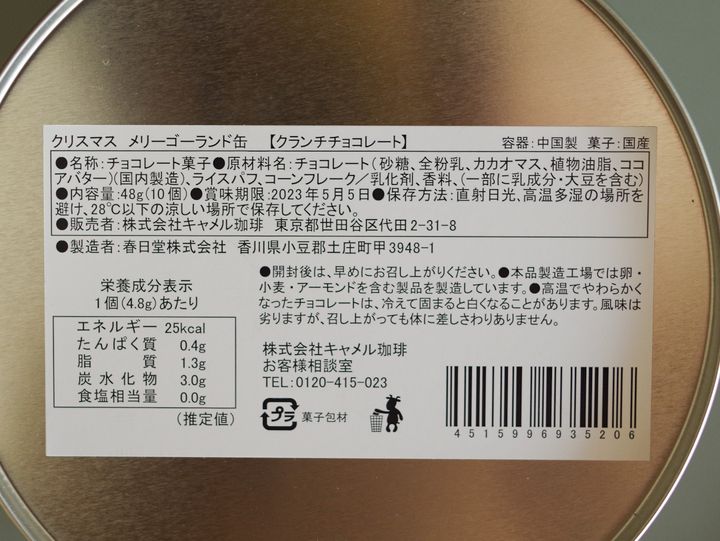 クリスマス メリーゴーランド缶 【クランチチョコレート】 容器:中国製 菓子:国産
●名称:チョコレート菓子●原材料名:チョコレート(砂糖、全粉乳、カカオマス、植物油脂、ココ
アバター)(国内製造)、ライスパフ、コーンフレーク/乳化剤、香料、(一部に乳成分・大豆を含む)
●内容量:48g(10個)●賞味期限:2023年5月5日●保存方法:直射日光、高温多湿の場所を
避け、28℃以下の涼しい場所で保存してください。
●販売者:株式会社キャメル珈琲 東京都世田谷区代田2-31-8
●製造者:春日堂株式会社 香川県小豆郡土庄町甲3948-1
栄養成分表示
1個(4.8g)あたり
エネルギー 25kcal
たんぱく質 0.4g
脂質 1.3g
炭水化物 3.0g
食塩相当量 0.0g
(推定値)
●開封後は、早めにお召し上がりください。●本品製造工場では卵・
小麦・アーモンドを含む製品を製造しています。●高温でやわらかく
なったチョコレートは、冷えて固まると白くなることがあります。風味は
劣りますが、召し上がっても体に差しさわりありません。
株式会社キャメル珈琲
お客様相談室
TEL:0120-415-023
プラ 菓子包材
4515996935206